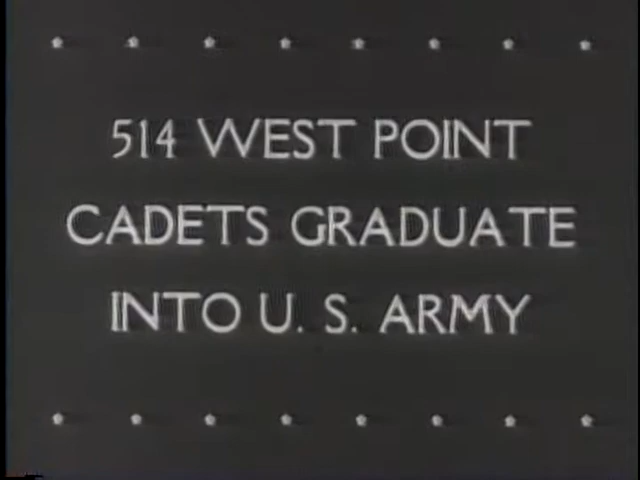 514 WEST POINT
CADETS GRADUATE
INTO U. S. ARMY